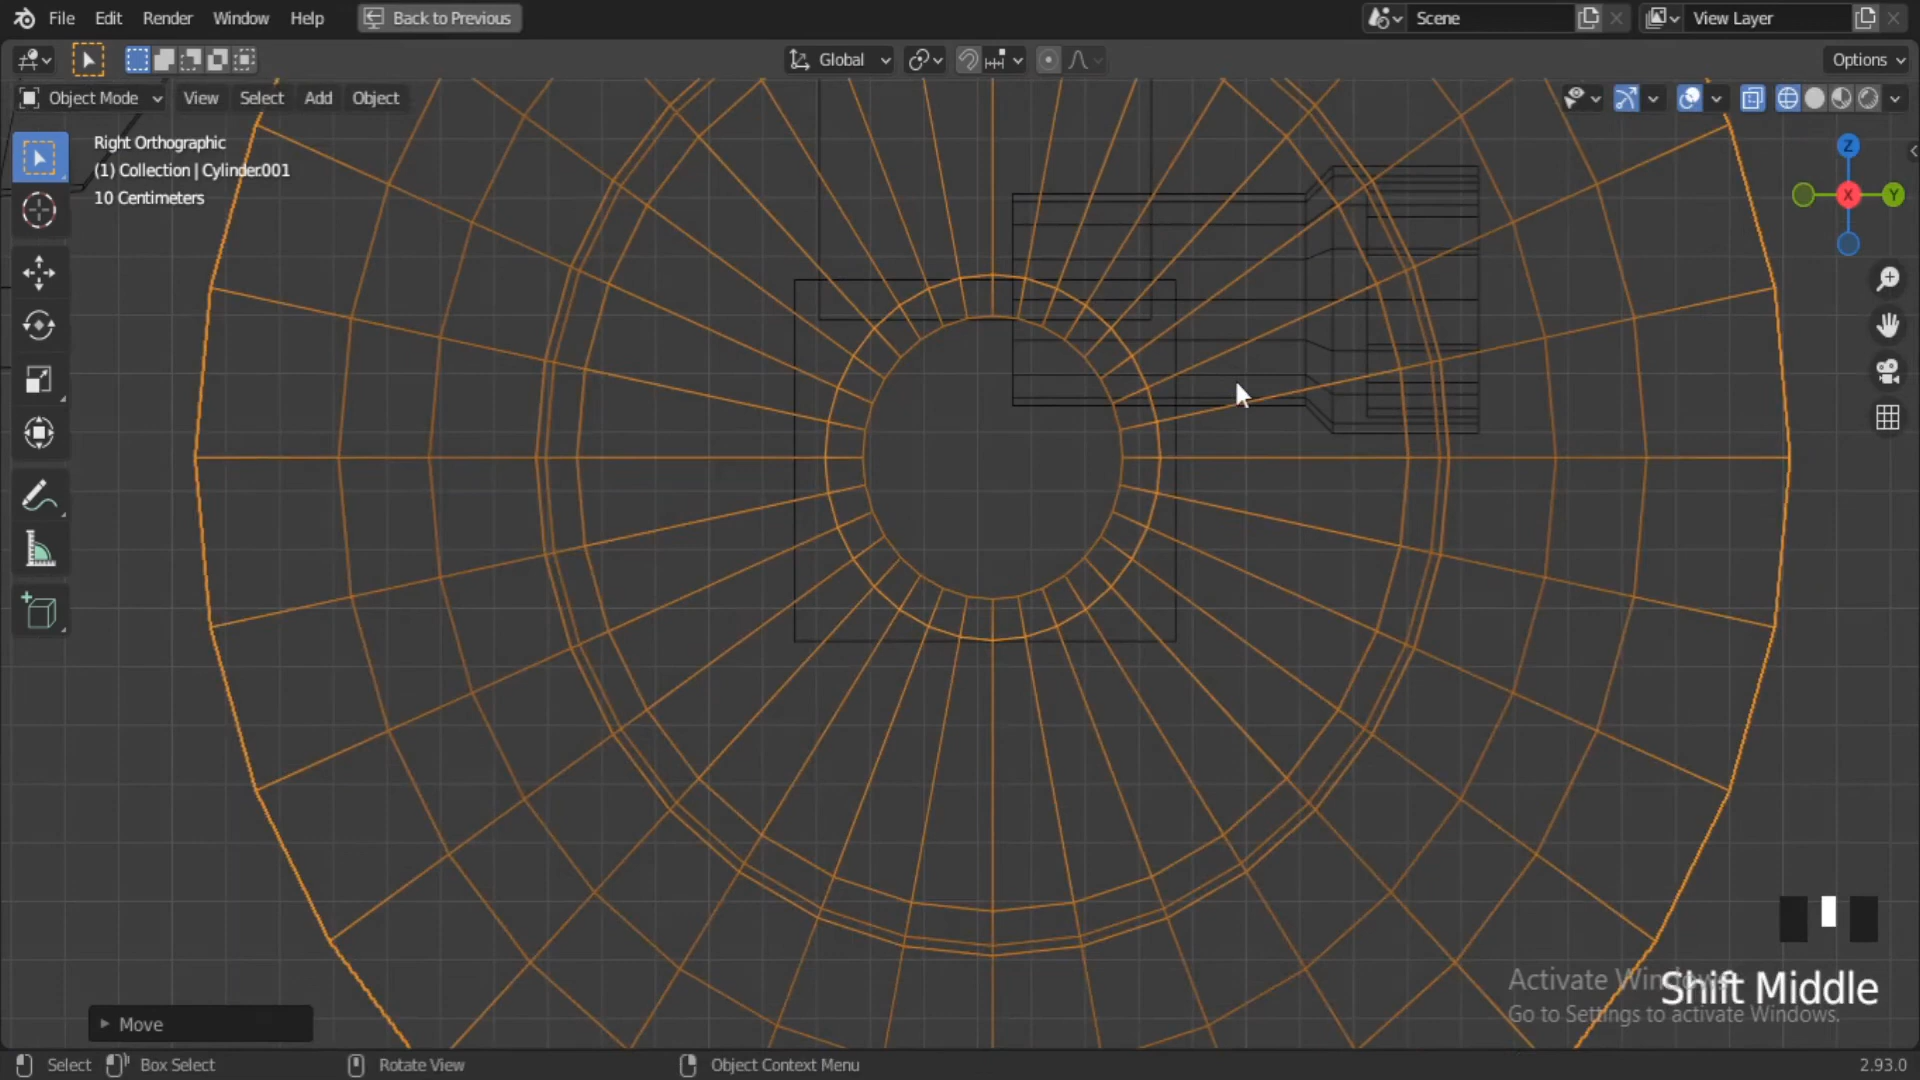 File Edit Render Window Help Back to Previous Scene View Layer
Global Options
Object Mode View Select Add Object
Right Orthographic
(1) Collection | Cylinder.001
10 Centimeters
Z
X Y
Activate Windows
Shift Middle
Go to Settings to activate Windows.
Move
Select Box Select Rotate View Object Context Menu 2.93.0